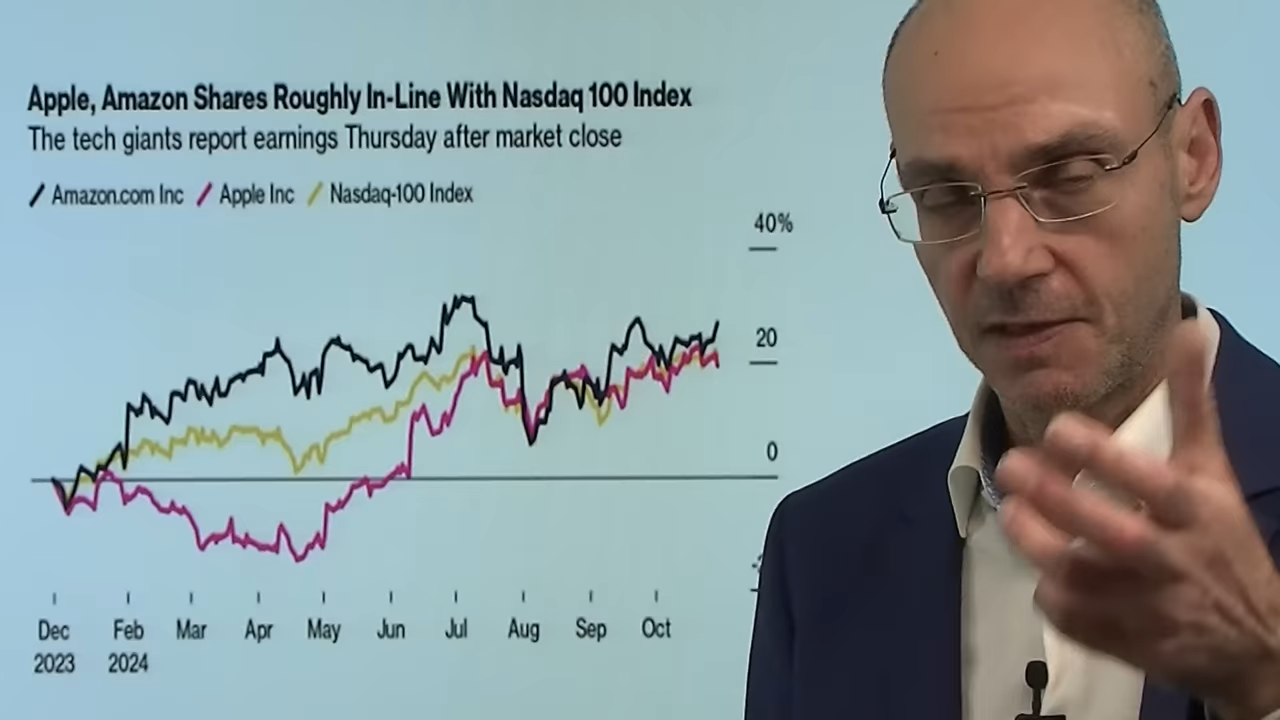 Apple, Amazon Shares Roughly In-Line With Nasdaq 100 Index
The tech giants report earnings Thursday after market close
Amazon.com Inc Apple Inc Nasdaq-100 Index
40%
20
0
Dec Feb Mar Apr May Jun Jul Aug Sep Oct
2023 2024